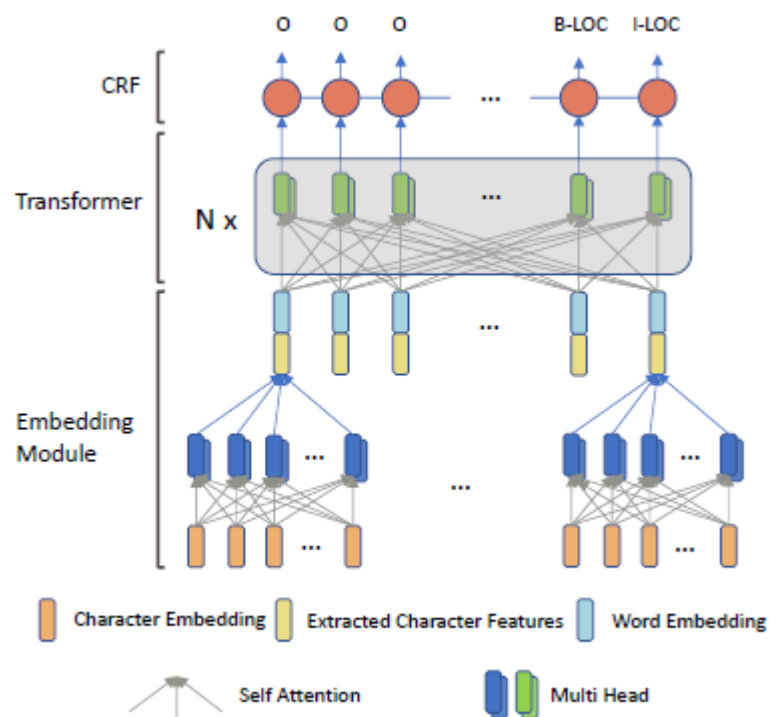 O O O ... B-LOC I-LOC
CRF
...
Transformer
...
N x
...
Embedding
Module
... ...
...
... ...
Character Embedding Extracted Character Features Word Embedding
Self Attention Multi Head